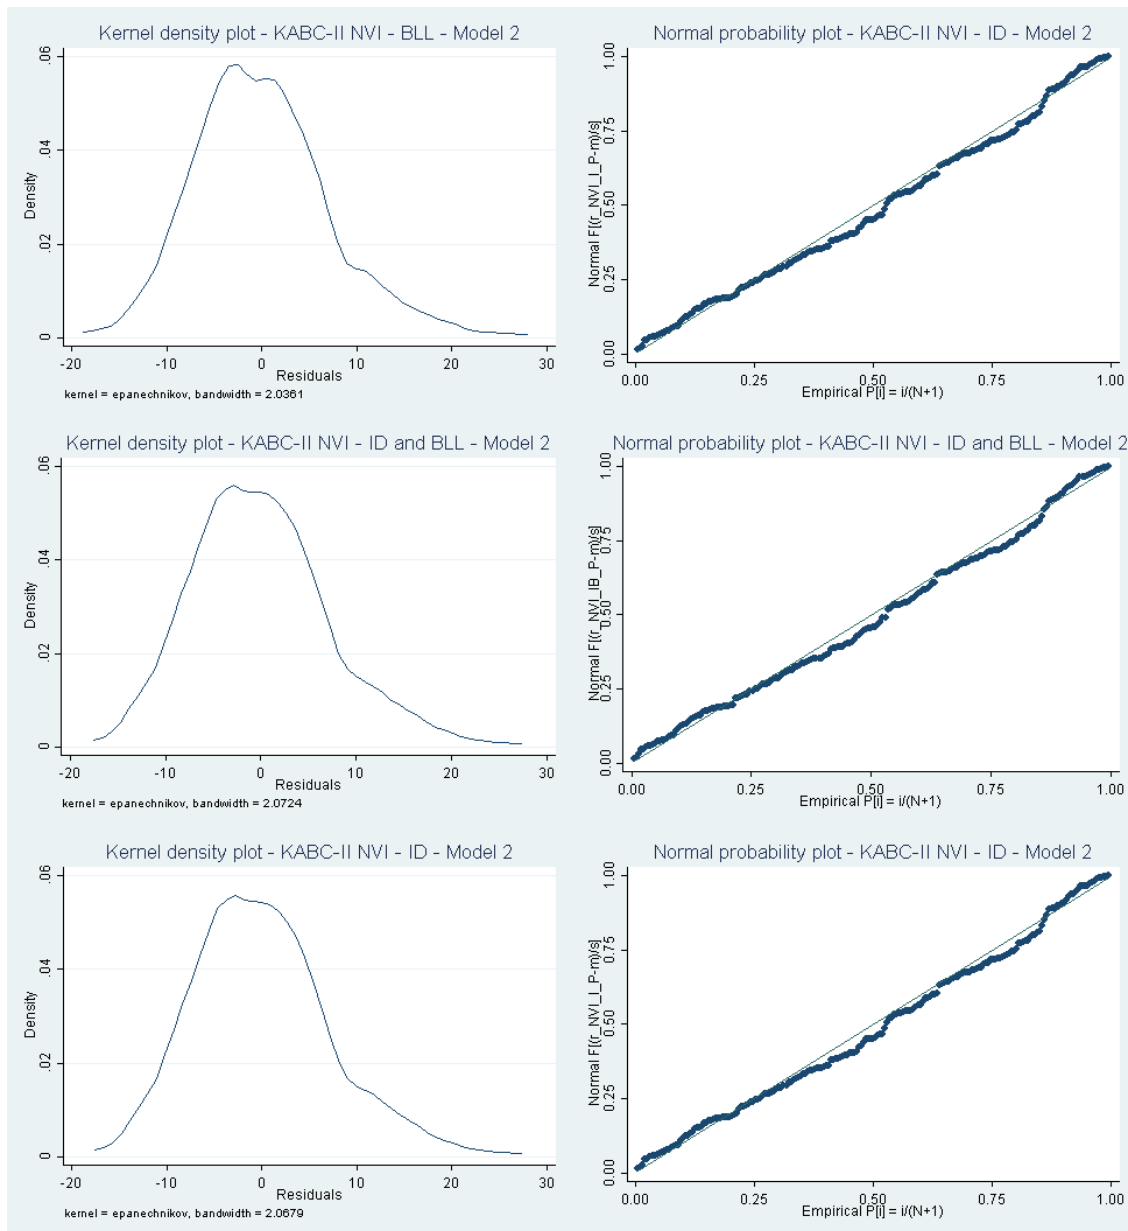 Kernel density plot - KABC-II NVI - BLL - Model 2
Density
.06
.04
.02
0
-20 -10 0 10 20 30
Residuals
kernel = epanechnikov, bandwidth = 2.0361
Normal probability plot - KABC-II NVI - ID - Model 2
Normal F[(r_NVI_I_P-m)/s]
1.00
0.75
0.50
0.25
0.00
0.00 0.25 0.50 0.75 1.00
Empirical P[i] = i/(N+1)
Kernel density plot - KABC-II NVI - ID and BLL - Model 2
Density
.06
.04
.02
0
-20 -10 0 10 20 30
Residuals
kernel = epanechnikov, bandwidth = 2.0724
Normal probability plot - KABC-II NVI - ID and BLL - Model 2
Normal F[(r_NVI_IB_P-m)/s]
1.00
0.75
0.50
0.25
0.00
0.00 0.25 0.50 0.75 1.00
Empirical P[i] = i/(N+1)
Kernel density plot - KABC-II NVI - ID - Model 2
Density
.06
.04
.02
0
-20 -10 0 10 20 30
Residuals
kernel = epanechnikov, bandwidth = 2.0679
Normal probability plot - KABC-II NVI - ID - Model 2
Normal F[(r_NVI_I_P-m)/s]
1.00
0.75
0.50
0.25
0.00
0.00 0.25 0.50 0.75 1.00
Empirical P[i] = i/(N+1)